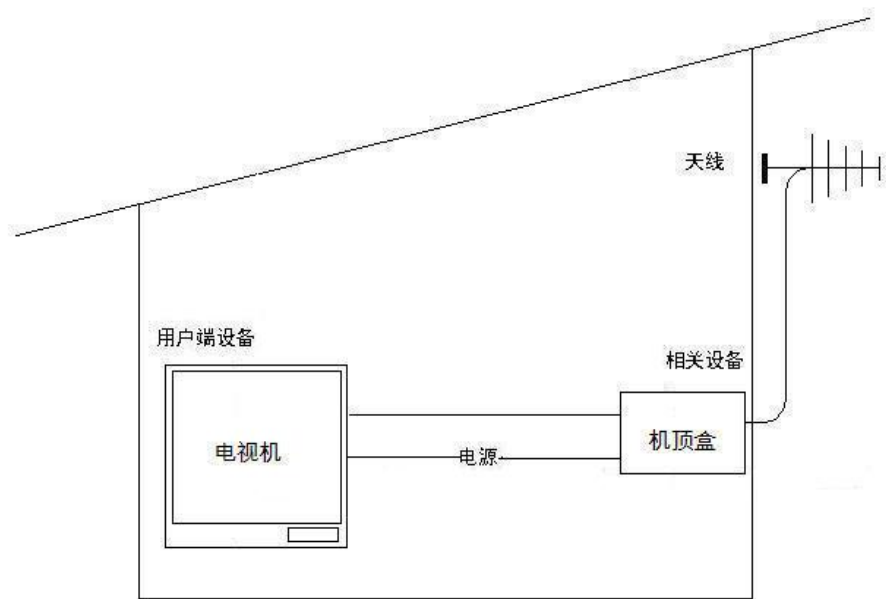 天线
用户端设备
相关设备
电视机
机顶盒
电源